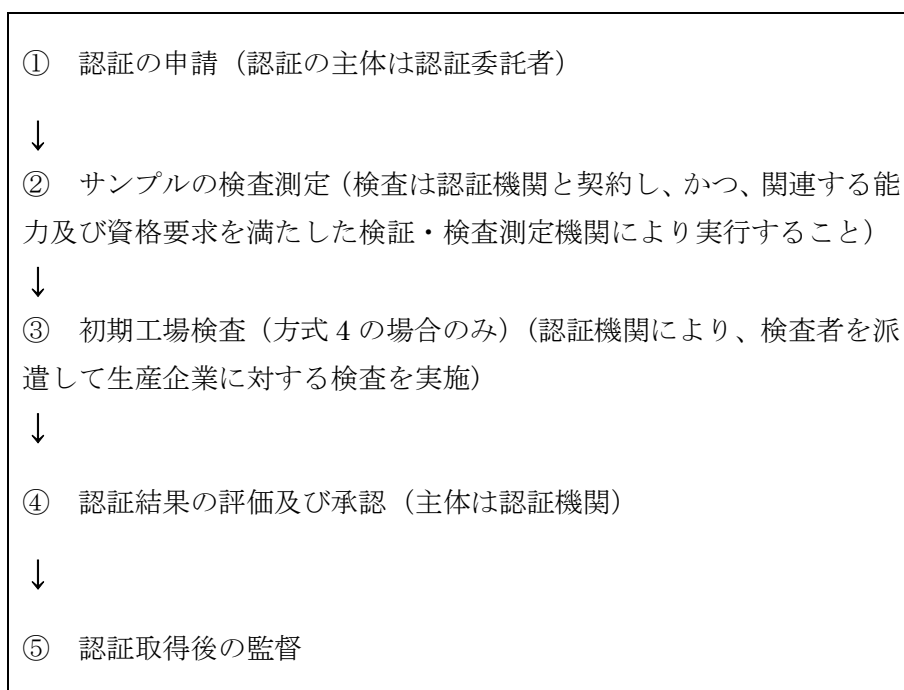 ① 認証の申請（認証の主体は認証委託者）
↓
② サンプルの検査測定（検査は認証機関と契約し、かつ、関連する能
力及び資格要求を満たした検証・検査測定機関により実行すること）
↓
③ 初期工場検査（方式4の場合のみ）（認証機関により、検査者を派
遣して生産企業に対する検査を実施）
↓
④ 認証結果の評価及び承認（主体は認証機関）
↓
⑤ 認証取得後の監督